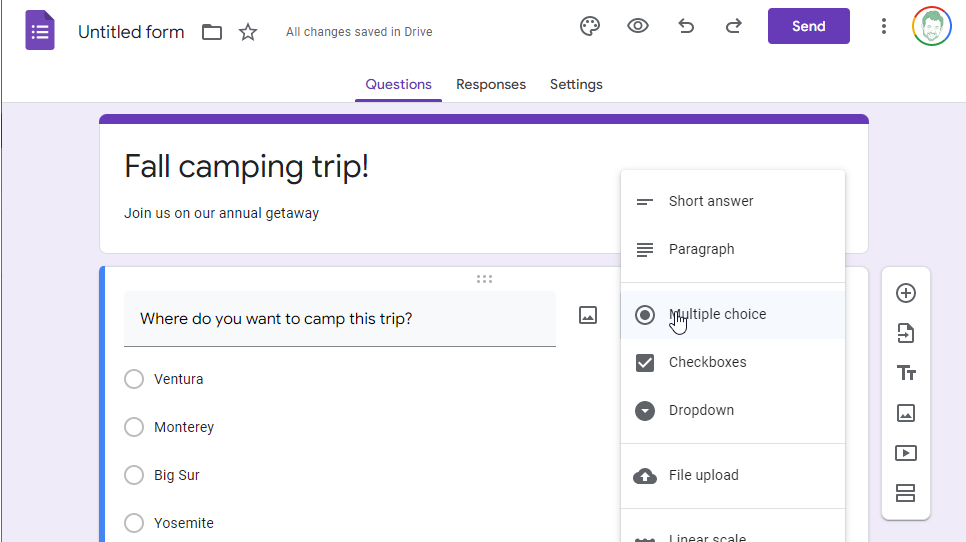 Untitled form
All changes saved in Drive
Send
Questions Responses Settings
Fall camping trip!
Join us on our annual getaway
Short answer
Paragraph
Where do you want to camp this trip?
Multiple choice
Checkboxes
Dropdown
File upload
Linear scale
Ventura
Monterey
Big Sur
Yosemite
Tт